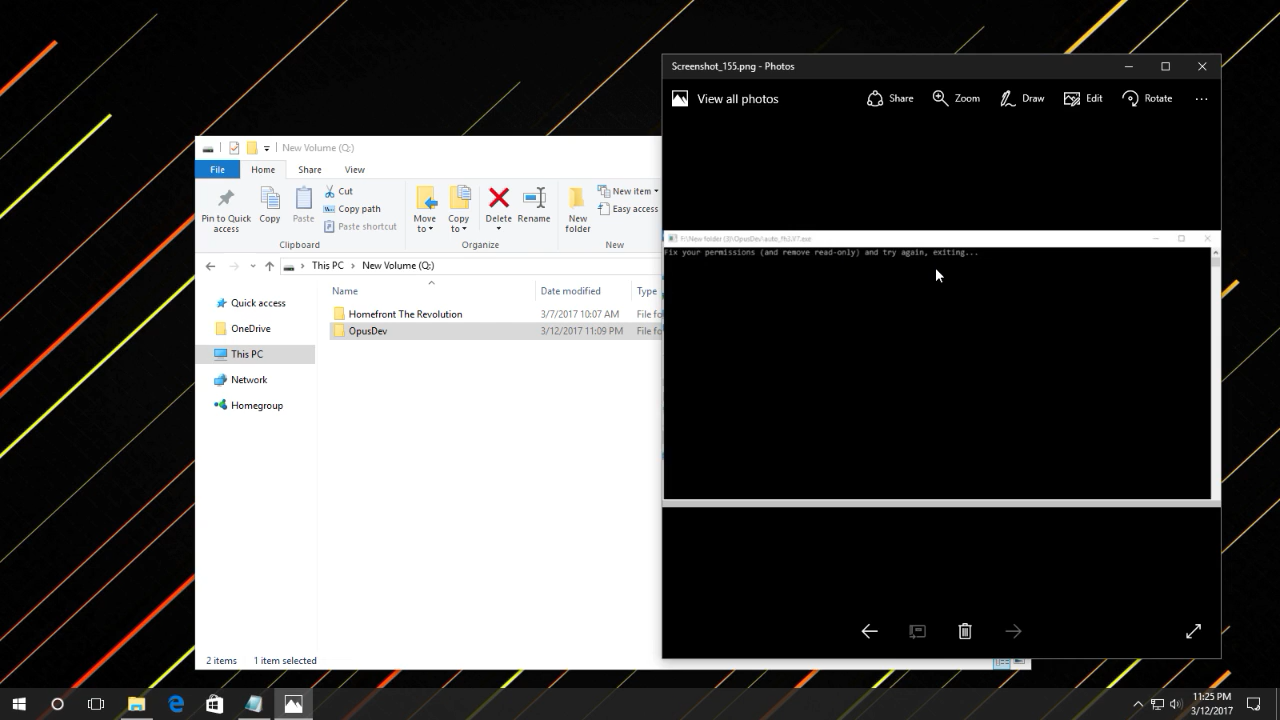 Screenshot_155.png - Photos
View all photos
Share
Zoom
Draw
Edit
Rotate
New Volume (Q:)
File
Home
Share
View
Pin to Quick access
Copy
Paste
Cut
Copy path
Paste shortcut
Clipboard
Move to
Copy to
Delete
Rename
Organize
New folder
New item
Easy access
New
This PC > New Volume (Q:)
Name
Date modified
Type
Homefront The Revolution
3/7/2017 10:07 AM
File fo
OpusDev
3/12/2017 11:09 PM
File fo
Quick access
OneDrive
This PC
Network
Homegroup
2 items
1 item selected
Fix your permissions (and remove read-only) and try again, exiting...
11:25 PM
3/12/2017